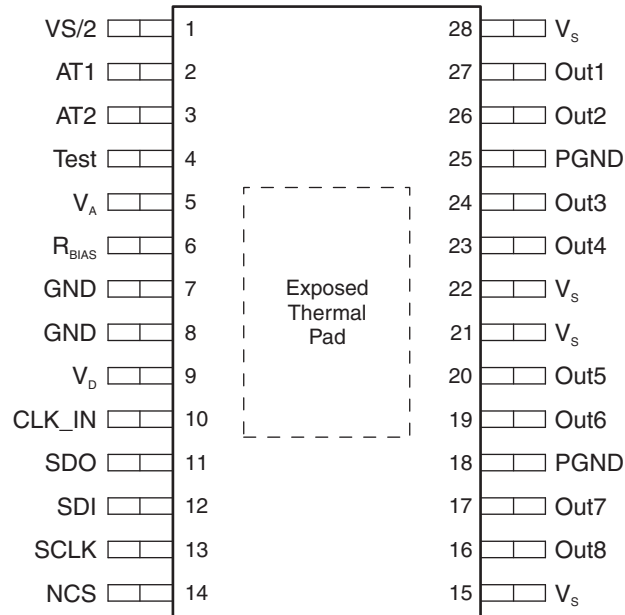 VS/2 1 28 VS
AT1 2 27 Out1
AT2 3 26 Out2
Test 4 25 PGND
VA 5 24 Out3
RBIAS 6 23 Out4
GND 7 22 VS
GND 8 21 VS
VD 9 20 Out5
CLK_IN 10 19 Out6
SDO 11 18 PGND
SDI 12 17 Out7
SCLK 13 16 Out8
NCS 14 15 VS
Exposed
Thermal
Pad